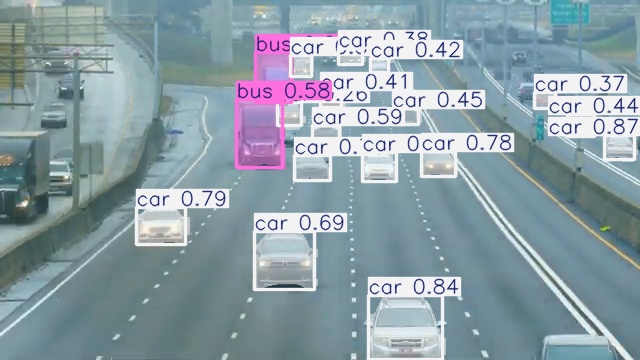 bus
car
car 0.38
car 0.42
car 0.41
car 0.37
bus 0.58
.26
car 0.45
0.44
car 0.59
car 0.87
car 0.
car 0
car 0.78
car 0.79
car 0.69
car 0.84